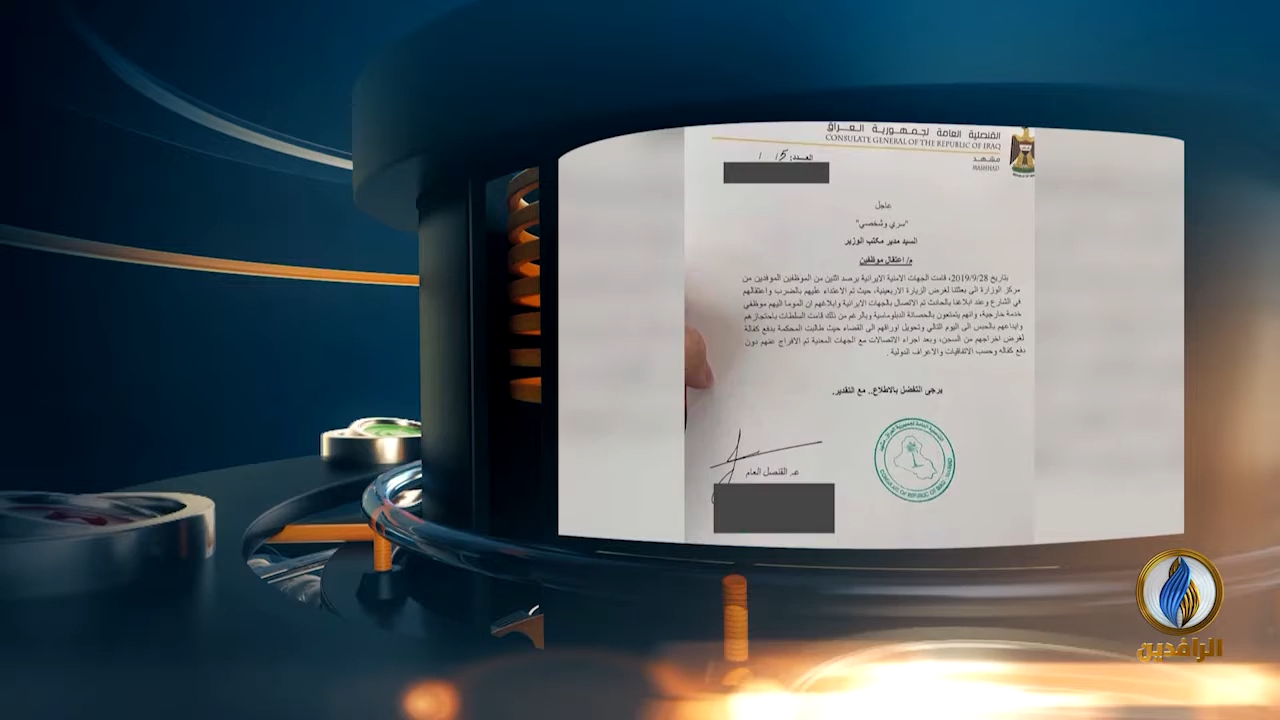 القنصلية العامة لجمهورية العراق
CONSULATE GENERAL OF THE REPUBLIC OF IRAQ
مشهد
MASHHAD
العدد: 15 /
عاجل
"سري وشخصي"
السيد مدير مكتب الوزير
م/ اعتقال موظفين
بتاريخ 2019/9/28، قامت الجهات الامنية الايرانية برصد اثنين من الموظفين الموفدين من
مركز الوزارة الى بعثتنا لغرض الزيارة الاربعينية، حيث تم الاعتداء عليهم بالضرب واعتقالهم
في الشارع وعند ابلاغنا بالحادث تم الاتصال بالجهات الايرانية وابلاغهم ان الموما اليهم موظفي
خدمة خارجية، وانهم يتمتعون بالحصانة الدبلوماسية وبالرغم من ذلك قامت السلطات باحتجازهم
وايداعهم بالحبس الى اليوم التالي وتحويل اوراقهم الى القضاء حيث طالبت المحكمة بدفع كفالة
لغرض اخراجهم من السجن، وبعد اجراء الاتصالات مع الجهات المعنية تم الافراج عنهم دون
دفع كفاله وحسب الاتفاقيات والاعراف الدولية .
يرجى التفضل بالاطلاع.. مع التقدير.
عـ. القنصل العام
الرافدين